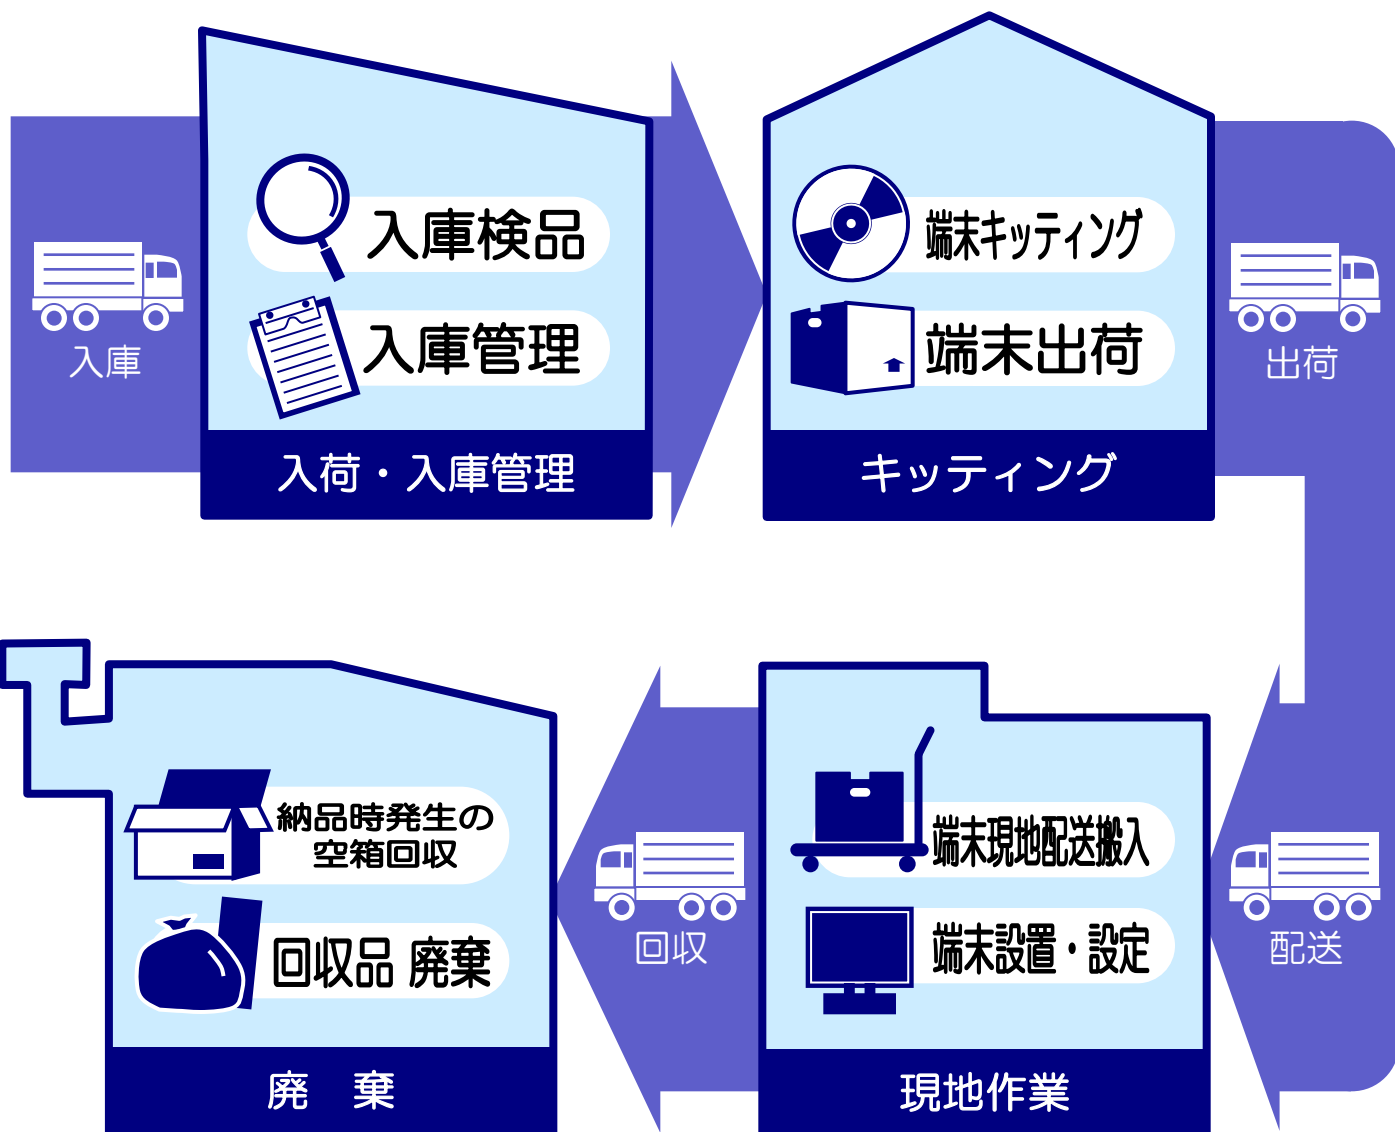 入庫
入庫検品
入庫管理
入荷・入庫管理
端末キッティング
端末出荷
キッティング
出荷
配送
端末現地配送搬入
端末設置・設定
現地作業
回収
納品時発生の
空箱回収
回収品 廃棄
廃　棄